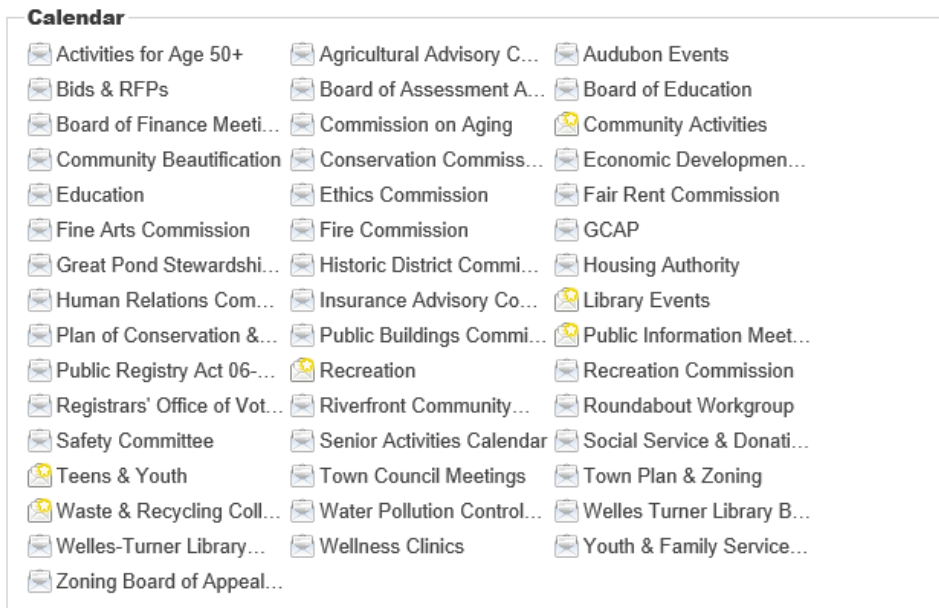 Calendar
Activities for Age 50+ Agricultural Advisory C... Audubon Events
Bids & RFPs Board of Assessment A... Board of Education
Board of Finance Meeti... Commission on Aging Community Activities
Community Beautification Conservation Commiss... Economic Developmen...
Education Ethics Commission Fair Rent Commission
Fine Arts Commission Fire Commission GCAP
Great Pond Stewardshi... Historic District Commi... Housing Authority
Human Relations Com... Insurance Advisory Co... Library Events
Plan of Conservation &... Public Buildings Commi... Public Information Meet...
Public Registry Act 06-... Recreation Recreation Commission
Registrars' Office of Vot... Riverfront Community... Roundabout Workgroup
Safety Committee Senior Activities Calendar Social Service & Donati...
Teens & Youth Town Council Meetings Town Plan & Zoning
Waste & Recycling Coll... Water Pollution Control... Welles Turner Library B...
Welles-Turner Library... Wellness Clinics Youth & Family Service...
Zoning Board of Appeal...